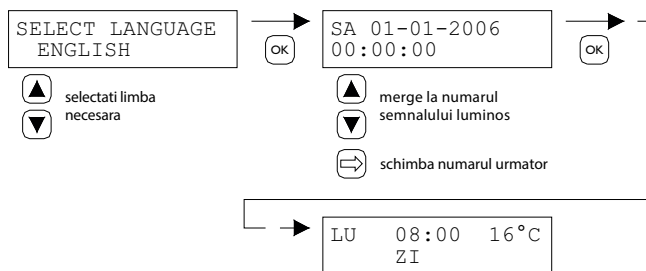 SELECT LANGUAGE
ENGLISH
OK
SA 01-01-2006
00:00:00
OK
selectati limba
necesara
merge la numarul
semnalului luminos
schimba numarul urmator
LU 08:00 16°C
ZI